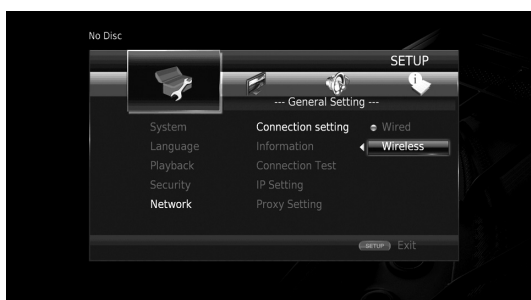 No Disc
SETUP
--- General Setting ---
System
Connection setting
Wired
Language
Information
Wireless
Playback
Connection Test
Security
IP Setting
Network
Proxy Setting
SETUP Exit